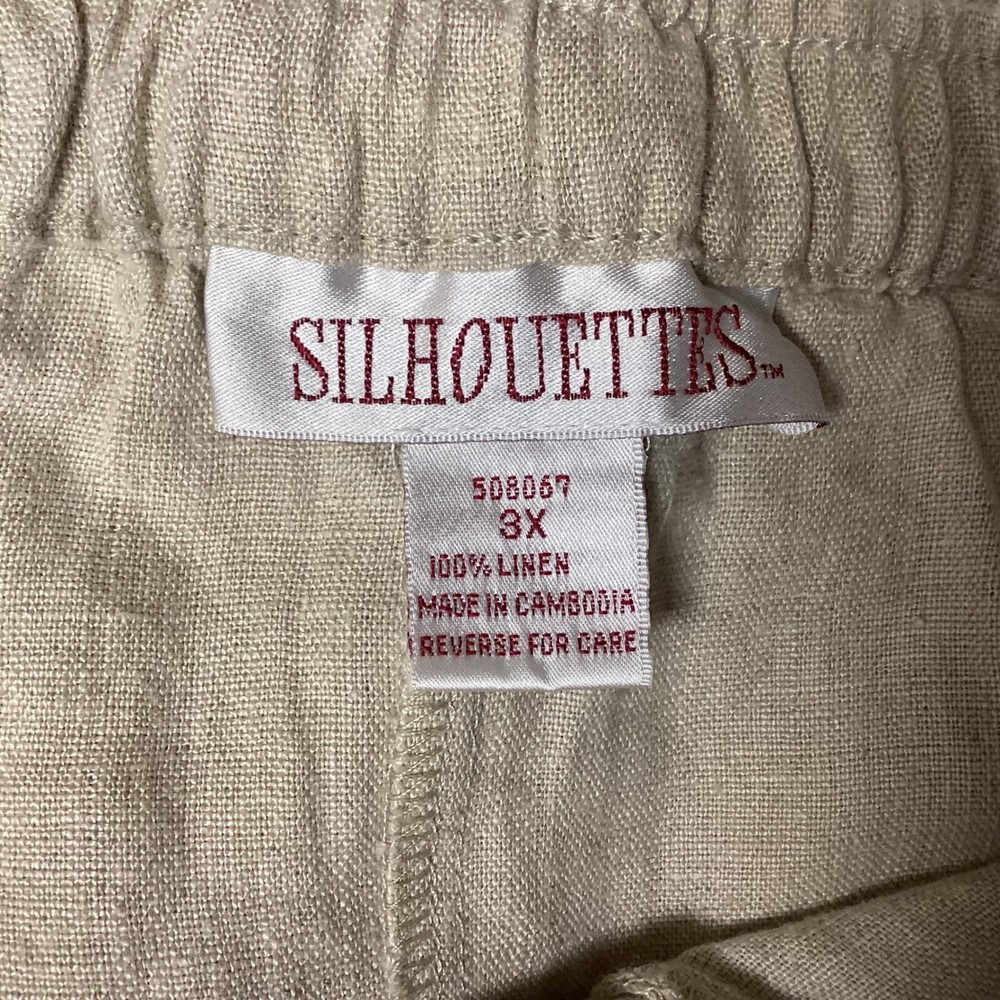 SILHOUETTES™
508067
3X
100% LINEN
MADE IN CAMBODIA
REVERSE FOR CARE